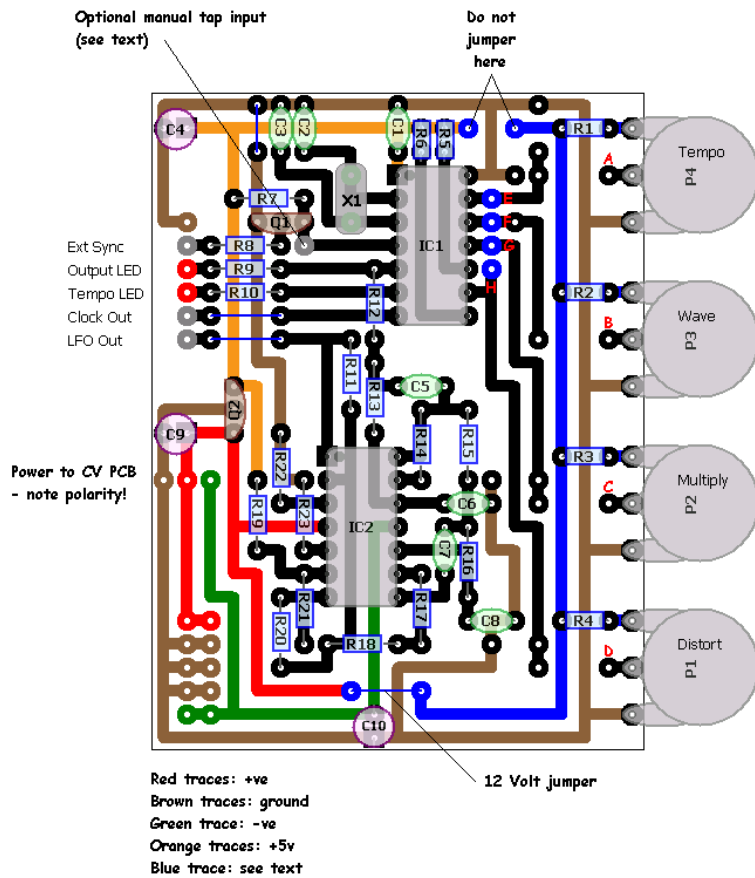 Optional manual tap input
(see text)
Do not
jumper
here
C4
C3
C2
C1
R6
R5
R1
Tempo
P4
A
R7
X1
Q1
IC1
E
F
G
H
Ext Sync
R8
Output LED
R9
Tempo LED
R10
Clock Out
LFO Out
R12
R2
Wave
P3
B
R11
R13
C5
Q2
C9
R14
R15
R3
Multiply
P2
C
Power to CV PCB
- note polarity!
R22
R19
R23
IC2
C6
C7
R16
R21
R20
R17
R18
C8
R4
Distort
P1
D
C10
12 Volt jumper
Red traces: +ve
Brown traces: ground
Green trace: -ve
Orange traces: +5v
Blue trace: see text